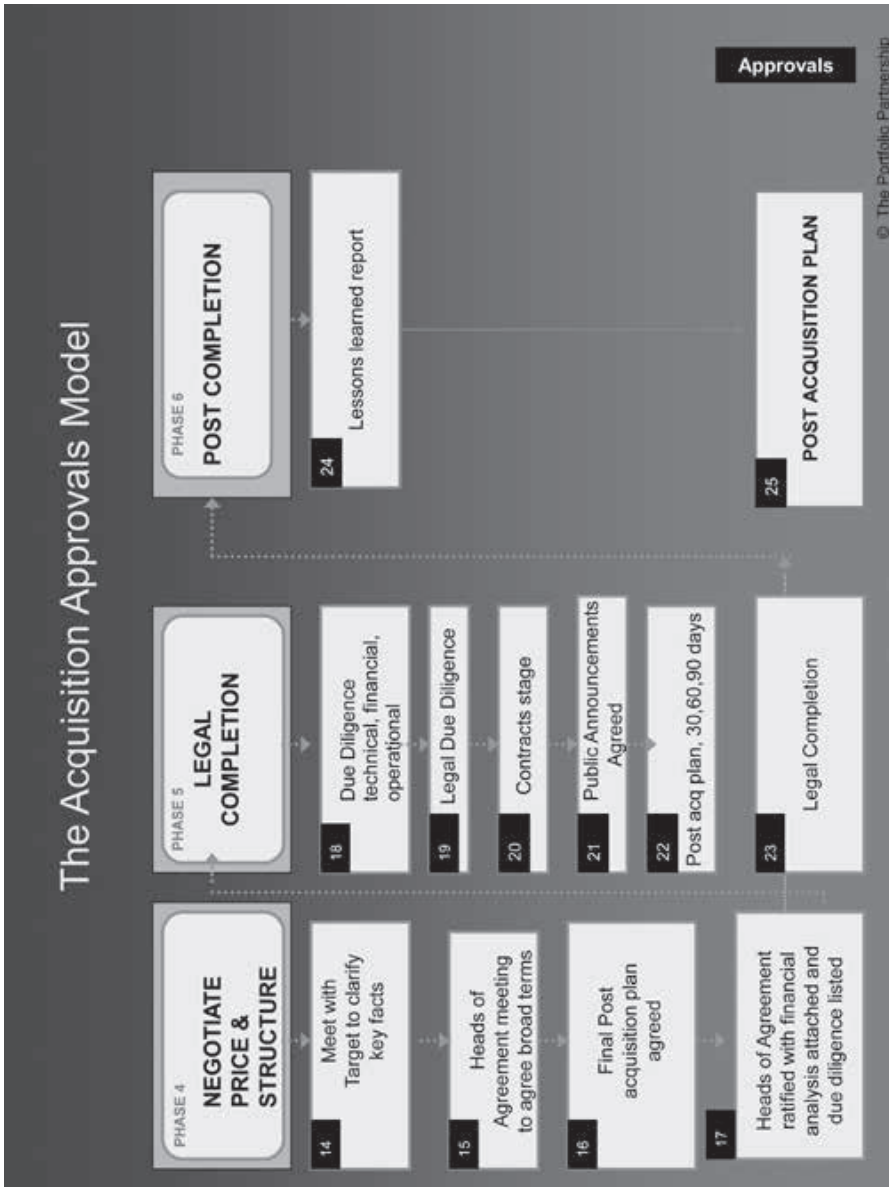 The Acquisition Approvals Model
PHASE 4
NEGOTIATE
PRICE &
STRUCTURE
14
Meet with
Target to clarify
key facts
15
Heads of
Agreement meeting
to agree broad terms
16
Final Post
acquisition plan
agreed
17
Heads of Agreement
ratified with financial
analysis attached and
due diligence listed
PHASE 5
LEGAL
COMPLETION
18
Due Diligence
technical, financial,
operational
19
Legal Due Diligence
20
Contracts stage
21
Public Announcements
Agreed
22
Post acq plan, 30,60,90 days
23
Legal Completion
PHASE 6
POST COMPLETION
24
Lessons learned report
25
POST ACQUISITION PLAN
Approvals
© The Portfolio Partnership